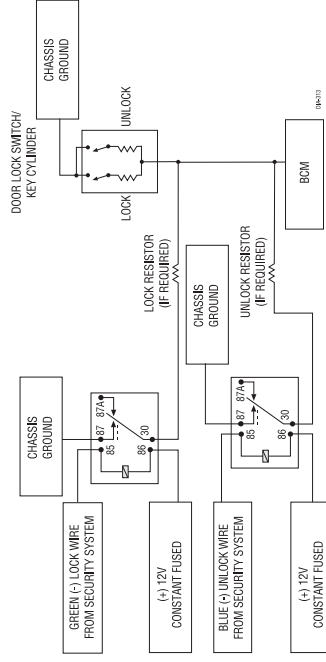 DOOR LOCK SWITCH/
KEY CYLINDER
CHASSIS
GROUND
LOCK
UNLOCK
CHASSIS
GROUND
GREEN (-) LOCK WIRE
FROM SECURITY SYSTEM
85
87
87A
86
30
(+) 12V
CONSTANT FUSED
LOCK RESISTOR
(IF REQUIRED)
CHASSIS
GROUND
BLUE (-) UNLOCK WIRE
FROM SECURITY SYSTEM
85
87
87A
86
30
(+) 12V
CONSTANT FUSED
UNLOCK RESISTOR
(IF REQUIRED)
BCM